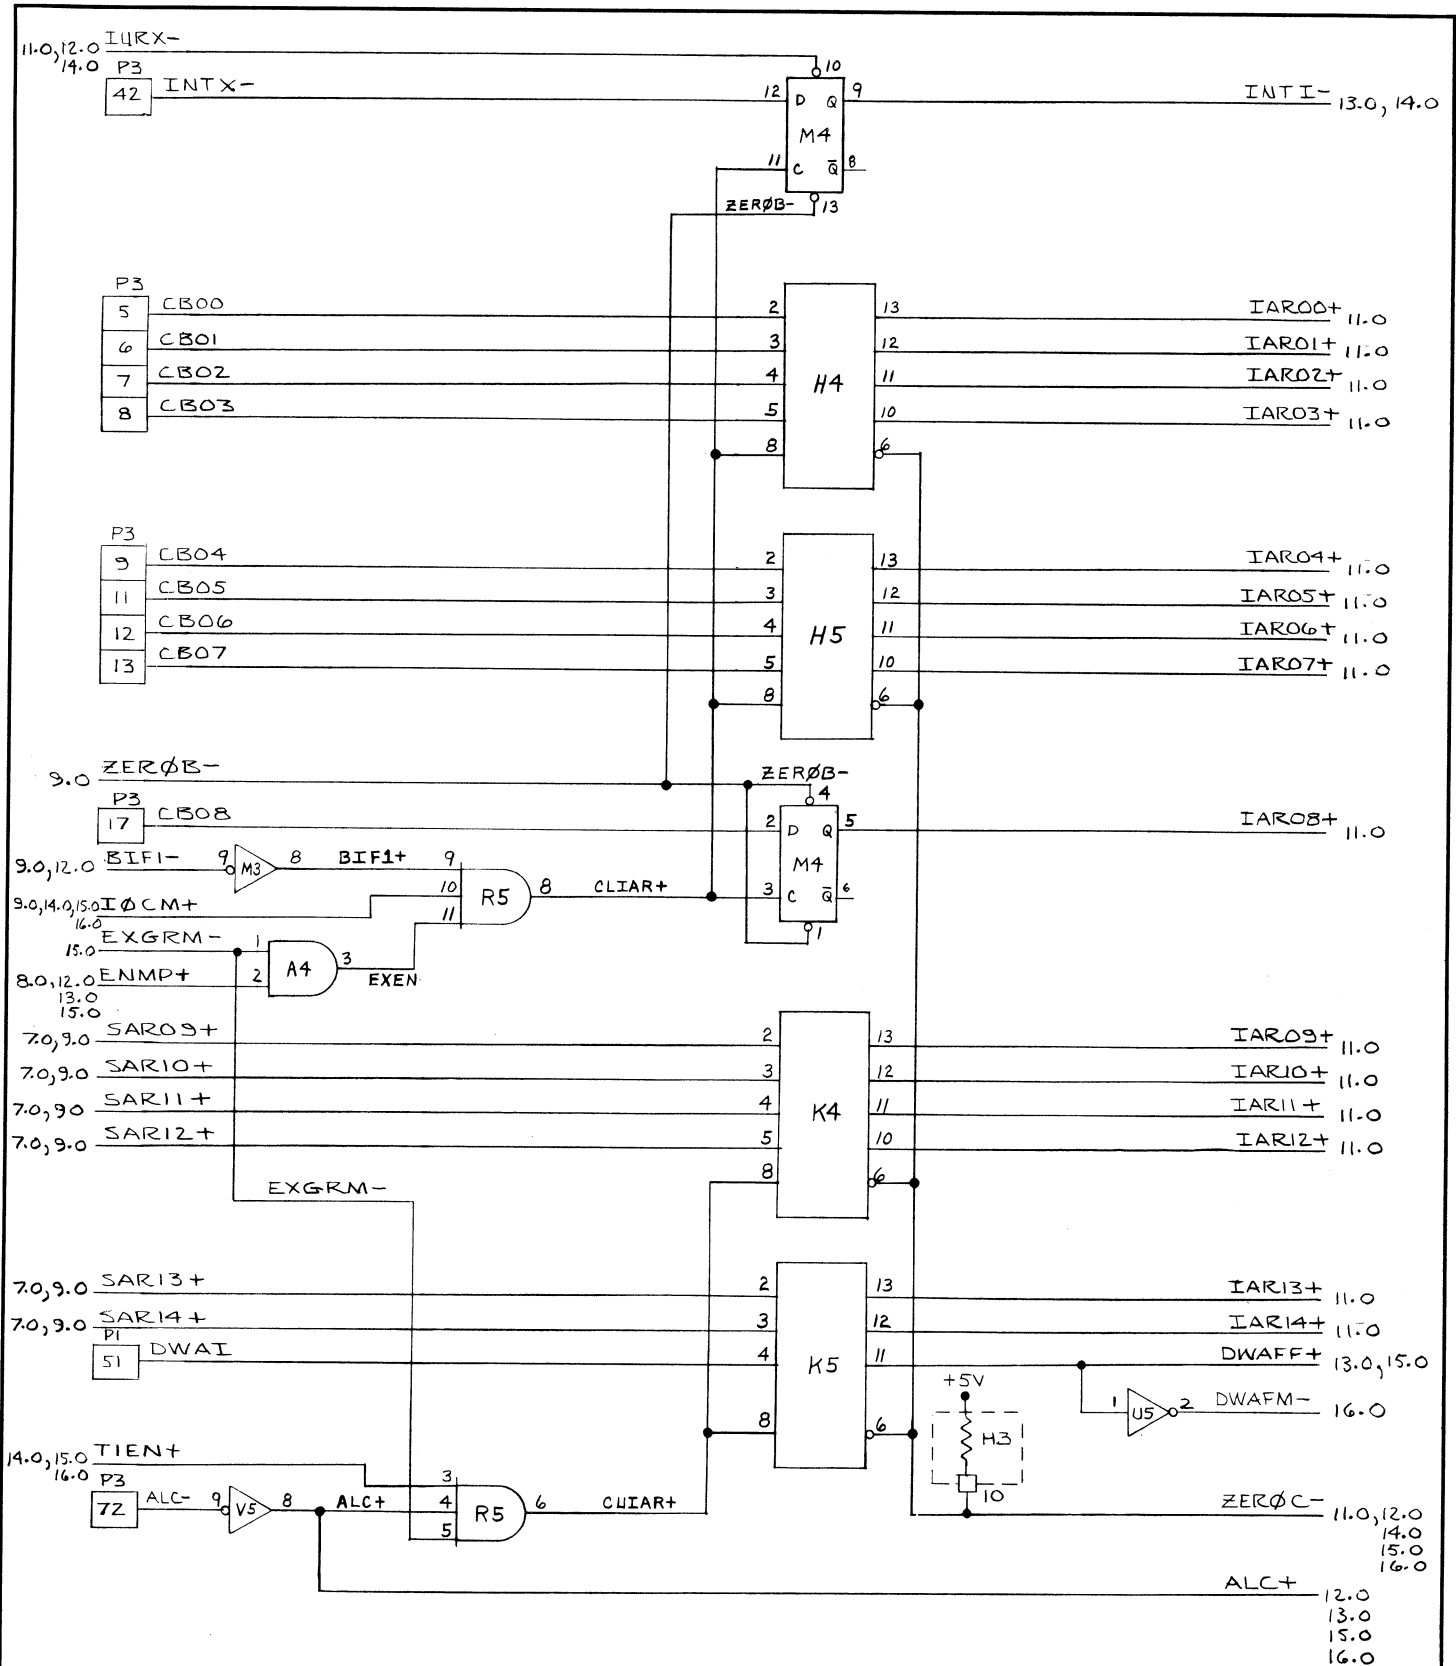 11.0,12.0 IURX-
14.0 P3
42 INTX-
10
12 D Q 9
M4
11 C Q̅ 8
ZERØB- 13
INTI- 13.0, 14.0
P3
5 CB00 2 13 IAR00+ 11.0
6 CB01 3 12 IAR01+ 11.0
7 CB02 4 H4 11 IAR02+ 11.0
8 CB03 5 10 IAR03+ 11.0
8 6
P3
9 CB04 2 13 IAR04+ 11.0
11 CB05 3 12 IAR05+ 11.0
12 CB06 4 H5 11 IAR06+ 11.0
13 CB07 5 10 IAR07+ 11.0
8 6
9.0 ZERØB- ZERØB- 4
P3
17 CB08 2 D Q 5 IAR08+ 11.0
M4
9.0,12.0 BIF1- 9 M3 8 BIF1+ 9
9.0,14.0,15.0 IØCM+ 10 R5 8 CLIAR+ 3 C Q̅ 6
16.0 11
1
15.0 EXGRM- 1
A4 3 EXEN
8.0,12.0 ENMP+ 2
13.0
15.0
7.0,9.0 SAR09+ 2 13 IAR09+ 11.0
7.0,9.0 SAR10+ 3 12 IAR10+ 11.0
7.0,90 SAR11+ 4 K4 11 IAR11+ 11.0
7.0,9.0 SAR12+ 5 10 IAR12+ 11.0
8 6
EXGRM-
7.0,9.0 SAR13+ 2 13 IAR13+ 11.0
7.0,9.0 SAR14+ 3 12 IAR14+ 11.0
P1
51 DWAI 4 K5 11 DWAFF+ 13.0,15.0
+5V
1 U5 2 DWAFM- 16.0
8 6
H3
10
14.0,15.0 TIEN+ 3
16.0 P3
72 ALC- 9 V5 8 ALC+ 4 R5 6 CUIAR+
5
ZERØC- 11.0,12.0
14.0
15.0
16.0
ALC+ 12.0
13.0
15.0
16.0